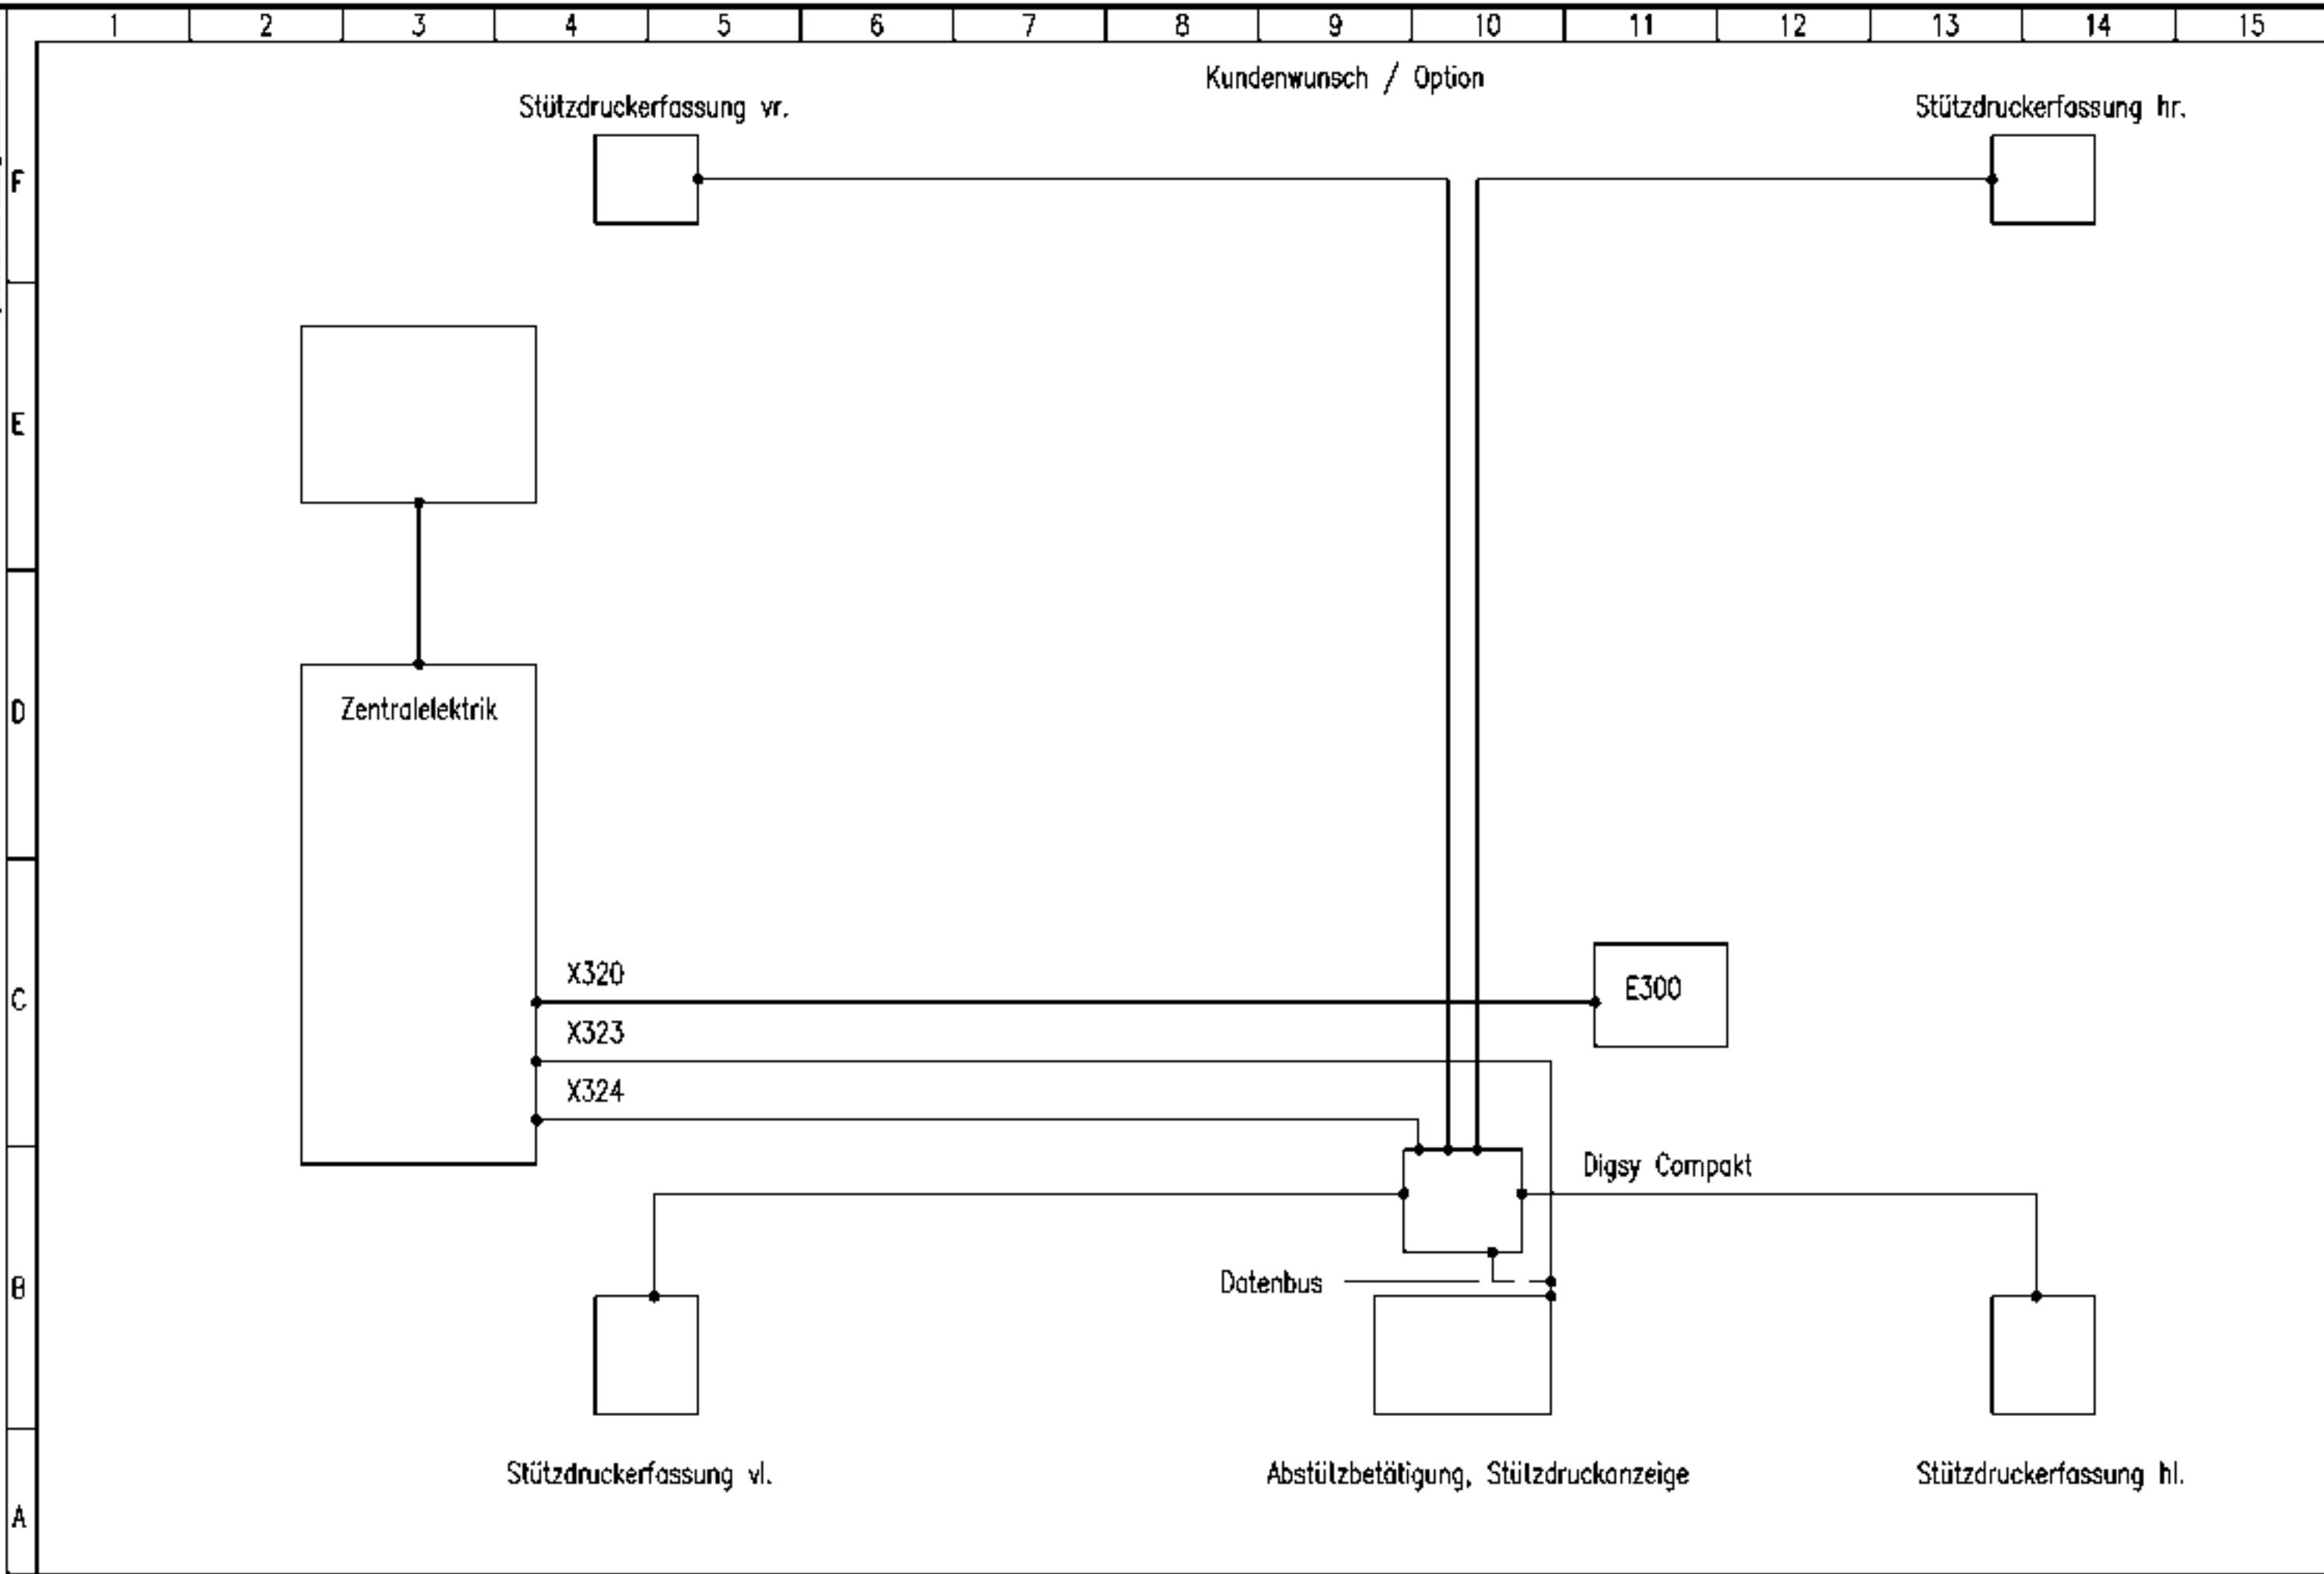 1 2 3 4 5 6 7 8 9 10 11 12 13 14 15
Kundenwunsch / Option
Stützdruckerfassung vr.
Stützdruckerfassung hr.
F
E
D
Zentralelektrik
X320
E300
C
X323
X324
Digsy Compakt
Datenbus
B
Stützdruckerfassung vl.
Abstützbetätigung, Stützdruckanzeige
Stützdruckerfassung hl.
A